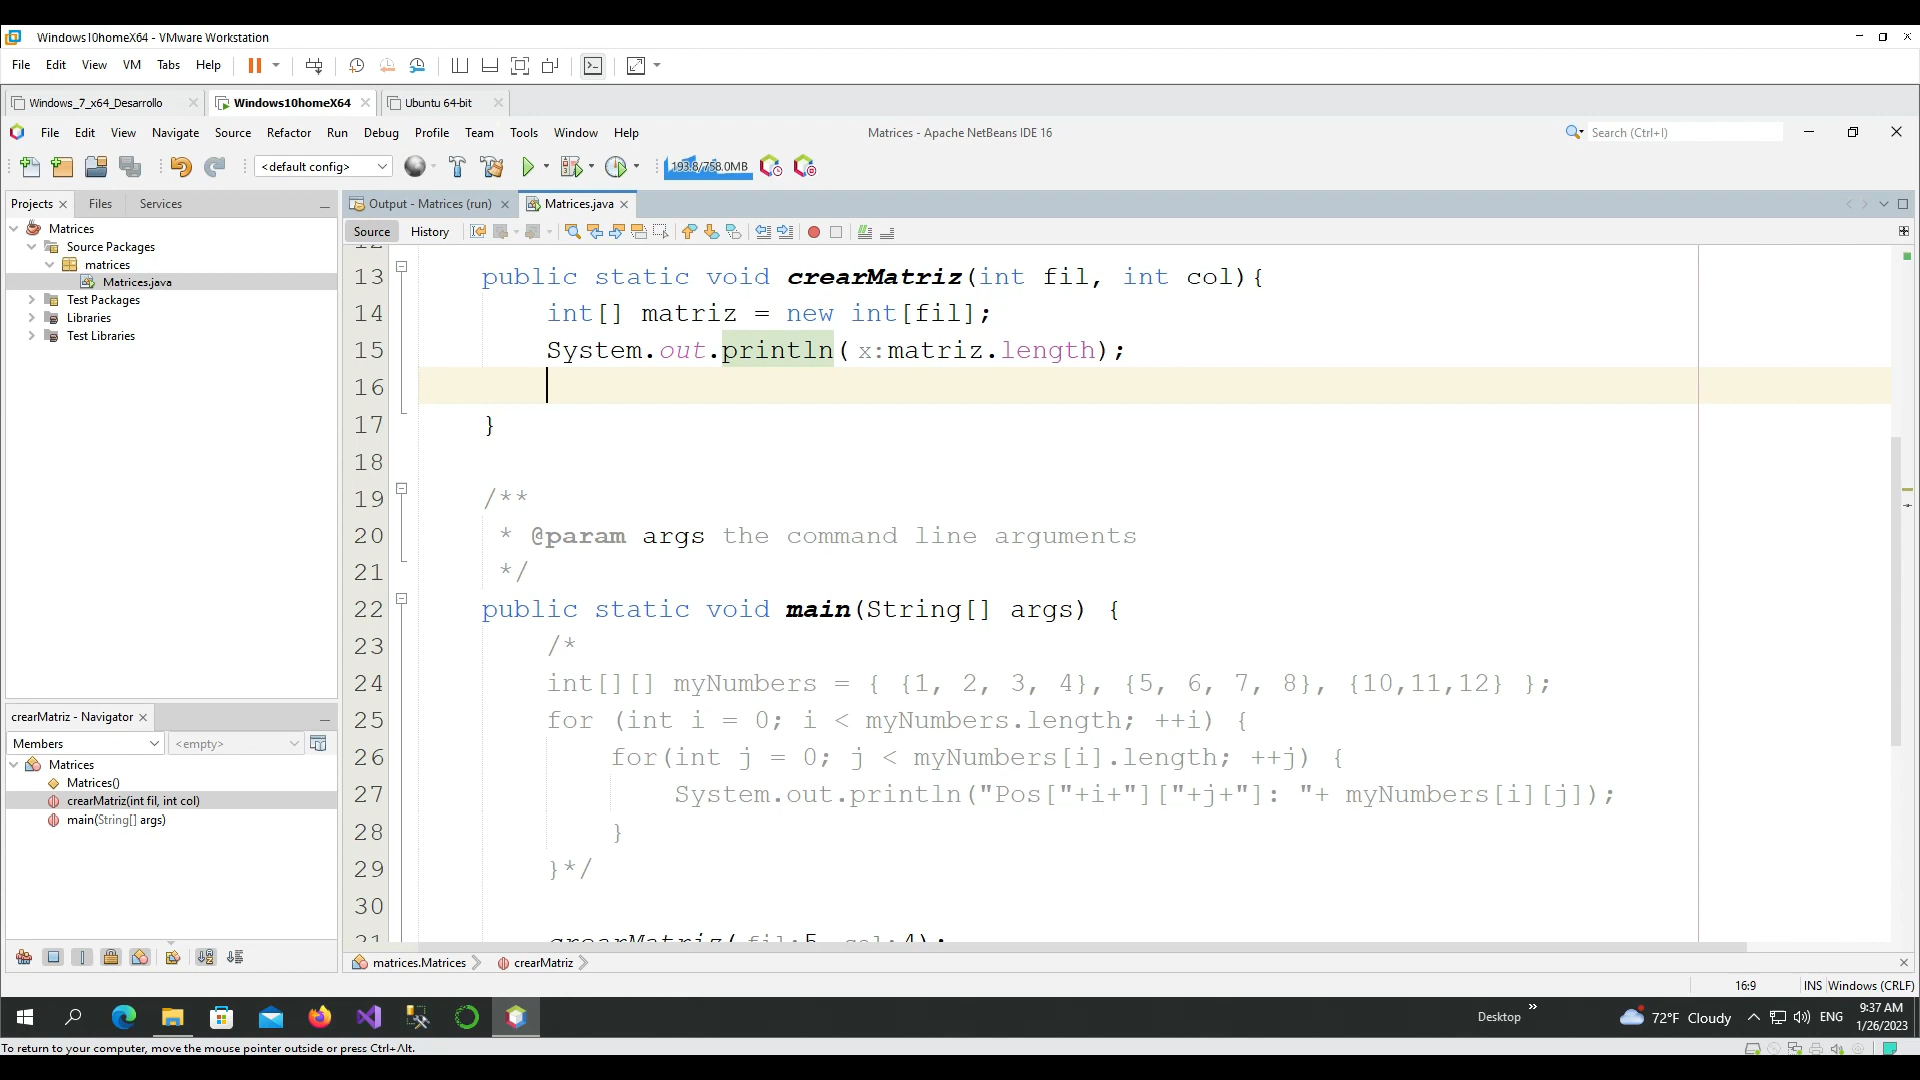 Windows10homeX64 - VMware Workstation
File Edit View VM Tabs Help
Windows_7_x64_Desarrollo Windows10homeX64 Ubuntu 64-bit
File Edit View Navigate Source Refactor Run Debug Profile Team Tools Window Help Matrices - Apache NetBeans IDE 16 Search (Ctrl+I)
<default config> 193.8/758.0MB
Projects Files Services
Output - Matrices (run) Matrices.java
Source History
Matrices
Source Packages
matrices
Matrices.java
Test Packages
Libraries
Test Libraries
12
13 public static void crearMatriz(int fil, int col){
14 int[] matriz = new int[fil];
15 System.out.println( x:matriz.length);
16
17 }
18
19 /**
20 * @param args the command line arguments
21 */
22 public static void main(String[] args) {
23 /*
24 int[][] myNumbers = { {1, 2, 3, 4}, {5, 6, 7, 8}, {10,11,12} };
25 for (int i = 0; i < myNumbers.length; ++i) {
26 for(int j = 0; j < myNumbers[i].length; ++j) {
27 System.out.println("Pos["+i+"]["+j+"]: "+ myNumbers[i][j]);
28 }
29 }*/
30
31 crearMatriz( fil:5, col:4);
crearMatriz - Navigator
Members <empty>
Matrices
Matrices()
crearMatriz(int fil, int col)
main(String[] args)
matrices.Matrices crearMatriz
16:9 INS Windows (CRLF)
Desktop 72°F Cloudy ENG 9:37 AM
1/26/2023
To return to your computer, move the mouse pointer outside or press Ctrl+Alt.